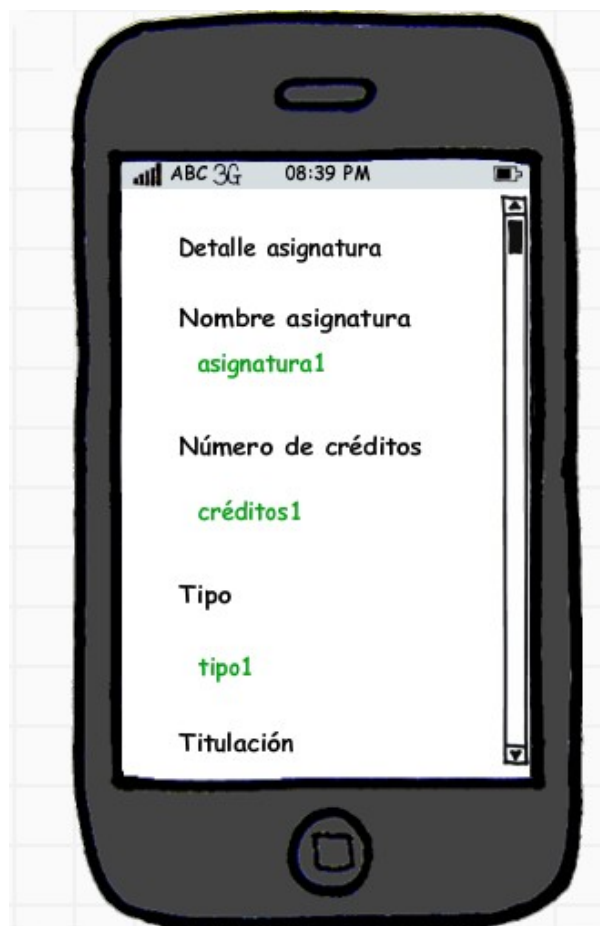 ABC 3G 08:39 PM
Detalle asignatura
Nombre asignatura
asignatura1
Número de créditos
créditos1
Tipo
tipo1
Titulación